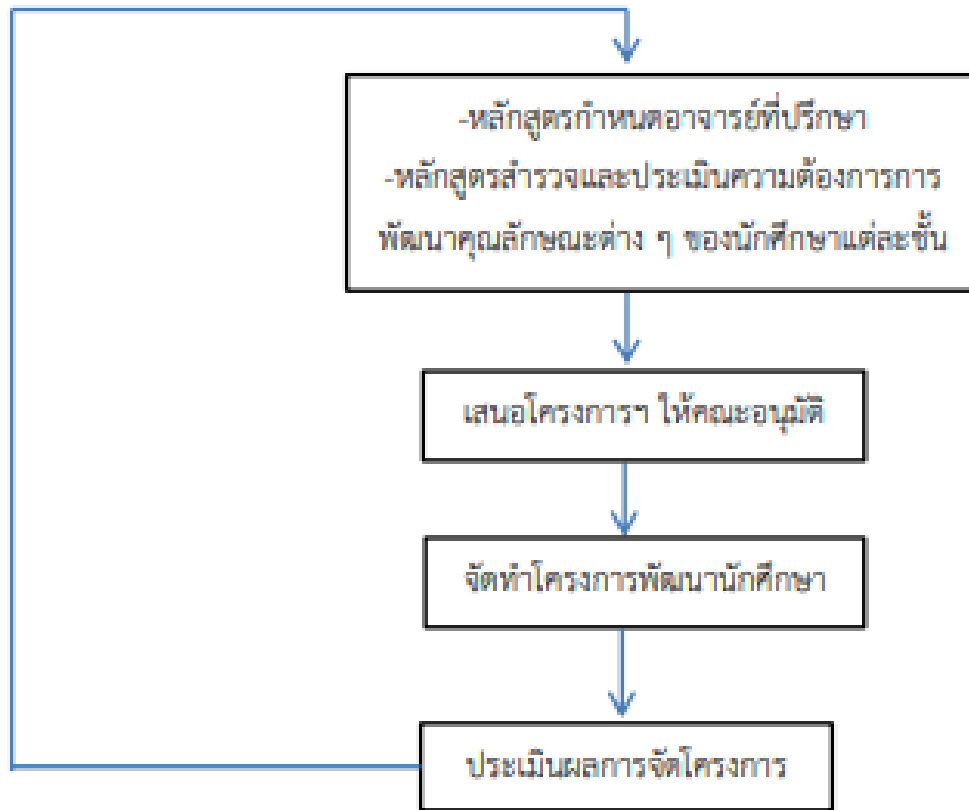 -หลักสูตรกำหนดอาจารย์ที่ปรึกษา
-หลักสูตรสำรวจและประเมินความต้องการการ
พัฒนาคุณลักษณะต่าง ๆ ของนักศึกษาแต่ละชั้น
เสนอโครงการฯ ให้คณะอนุมัติ
จัดทำโครงการพัฒนานักศึกษา
ประเมินผลการจัดโครงการ